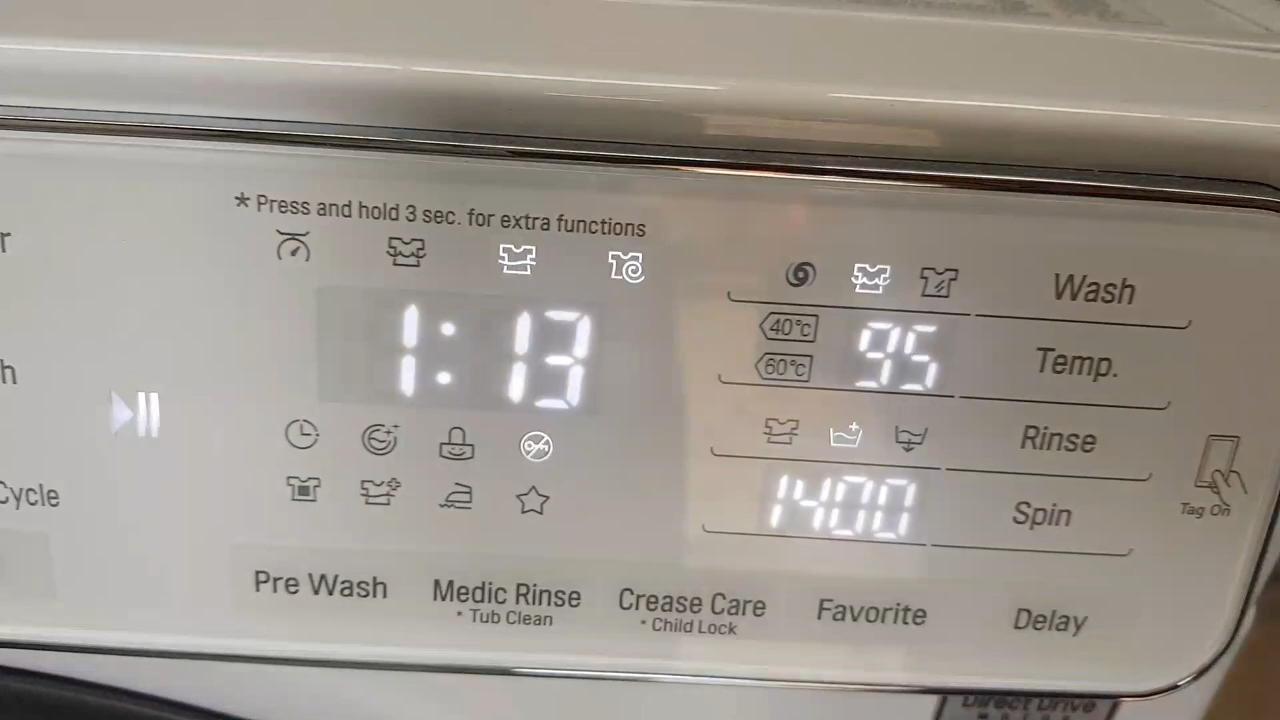 * Press and hold 3 sec. for extra functions
r
h
Cycle
1:13
Wash
40°c
60°c
95
Temp.
Rinse
1400
Spin
Tag On
Pre Wash
Medic Rinse
* Tub Clean
Crease Care
* Child Lock
Favorite
Delay
Direct Drive